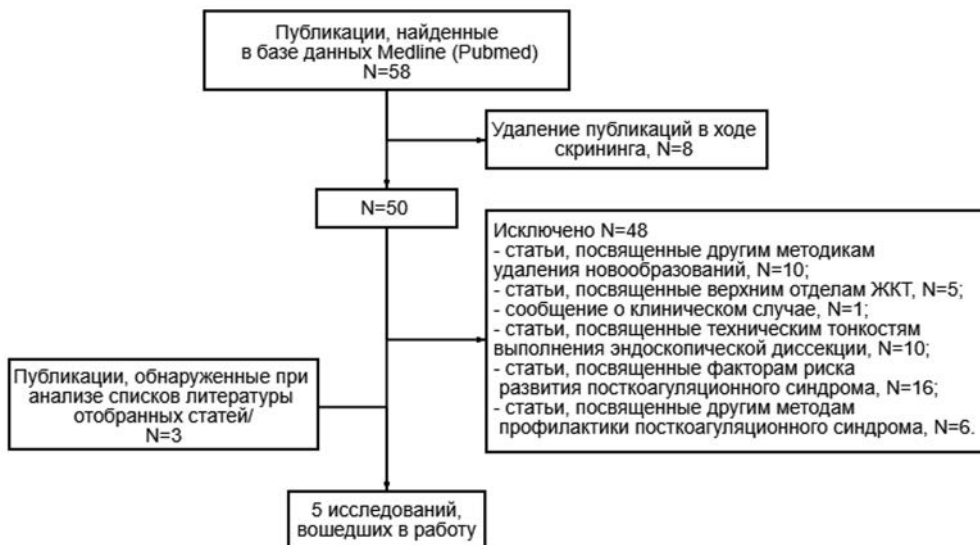 Публикации, найденные
в базе данных Medline (Pubmed)
N=58
Удаление публикаций в ходе
скрининга, N=8
N=50
Исключено N=48
- статьи, посвященные другим методикам
удаления новообразований, N=10;
- статьи, посвященные верхним отделам ЖКТ, N=5;
- сообщение о клиническом случае, N=1;
- статьи, посвященные техническим тонкостям
выполнения эндоскопической диссекции, N=10;
- статьи, посвященные факторам риска
развития посткоагуляционного синдрома, N=16;
- статьи, посвященные другим методам
профилактики посткоагуляционного синдрома, N=6.
Публикации, обнаруженные при
анализе списков литературы
отобранных статей/
N=3
5 исследований,
вошедших в работу